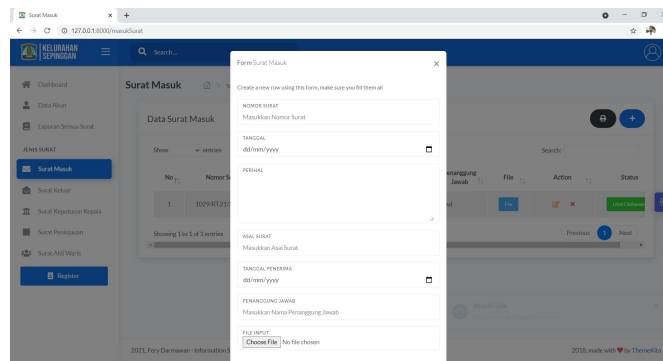 Surat Masuk
127.0.0.1:8000/masukSurat
KELURAHAN
SEPINGGAN
Search...
Dashboard
Data Akun
Laporan Semua Surat
JENIS SURAT
Surat Masuk
Surat Keluar
Surat Keputusan Kepala
Surat Peninjauan
Surat Ahli Waris
Register
Surat Masuk
Data Surat Masuk
Show
entries
Search:
No
File
Action
Status
Jawab
1
File
Showing 1 to 1 of 1 entries
Previous
1
Next
Form Surat Masuk
Create a new row using this form, make sure you fill them all
NOMOR SURAT
Masukkan Nomor Surat
TANGGAL
dd/mm/yyyy
PERIHAL
ASAL SURAT
Masukkan Asal Surat
TANGGAL PENERIMA
dd/mm/yyyy
PENANGGUNG JAWAB
Masukkan Nama Penanggung Jawab
FILE INPUT
Choose File No file chosen
2021, Fery Darmawan - Information S
2018, made with ❤ by ThemeKita